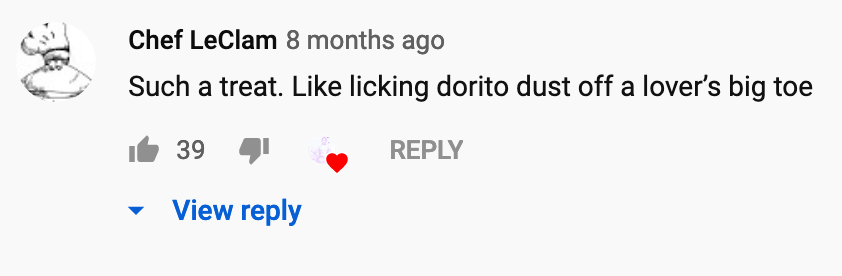 Chef LeClam 8 months ago
Such a treat. Like licking dorito dust off a lover’s big toe
39 REPLY
View reply